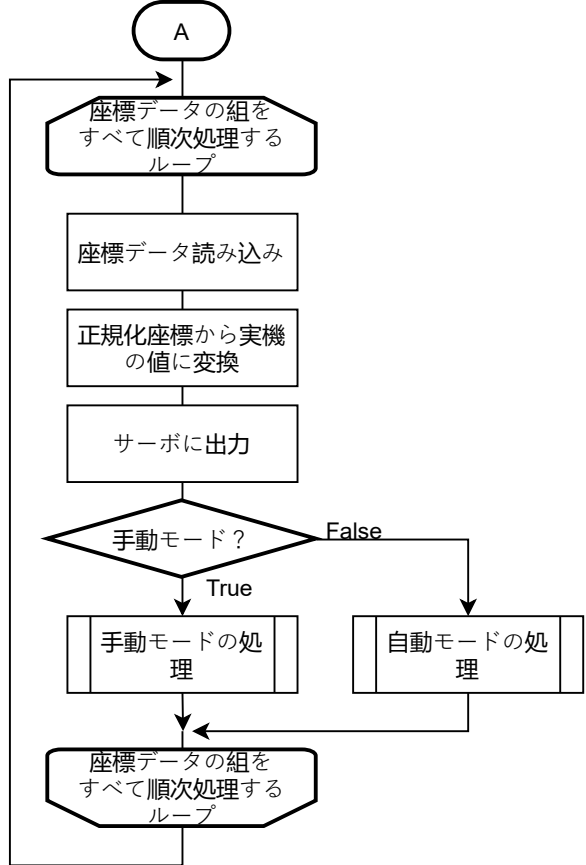 A
座標データの組を
すべて順次処理する
ループ
座標データ読み込み
正規化座標から実機
の値に変換
サーボに出力
手動モード？
False
True
手動モードの処
理
自動モードの処
理
座標データの組を
すべて順次処理する
ループ